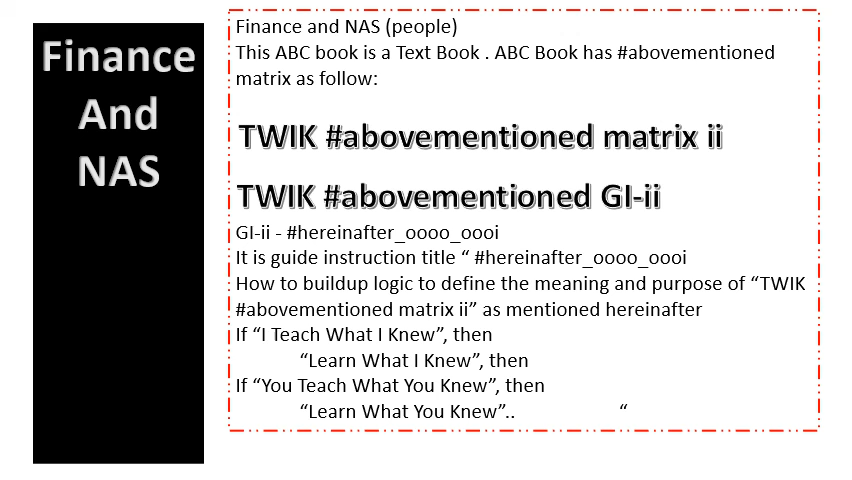 Finance
And
NAS
Finance and NAS (people)
This ABC book is a Text Book . ABC Book has #abovementioned
matrix as follow:
TWIK #abovementioned matrix ii
TWIK #abovementioned GI-ii
GI-ii - #hereinafter_oooo_oooi
It is guide instruction title “ #hereinafter_oooo_oooi
How to buildup logic to define the meaning and purpose of “TWIK
#abovementioned matrix ii” as mentioned hereinafter
If “I Teach What I Knew”, then
“Learn What I Knew”, then
If “You Teach What You Knew”, then
“Learn What You Knew”.. “